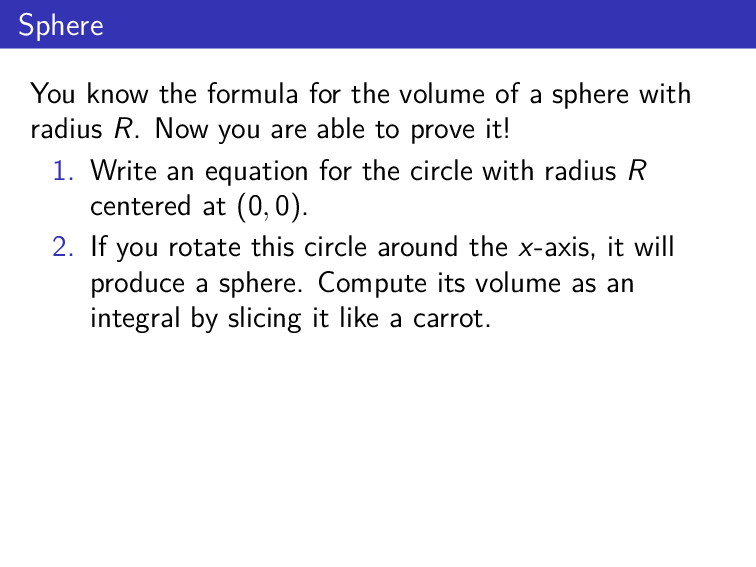 Sphere
You know the formula for the volume of a sphere with
radius R. Now you are able to prove it!
1. Write an equation for the circle with radius R
centered at (0, 0).
2. If you rotate this circle around the x-axis, it will
produce a sphere. Compute its volume as an
integral by slicing it like a carrot.